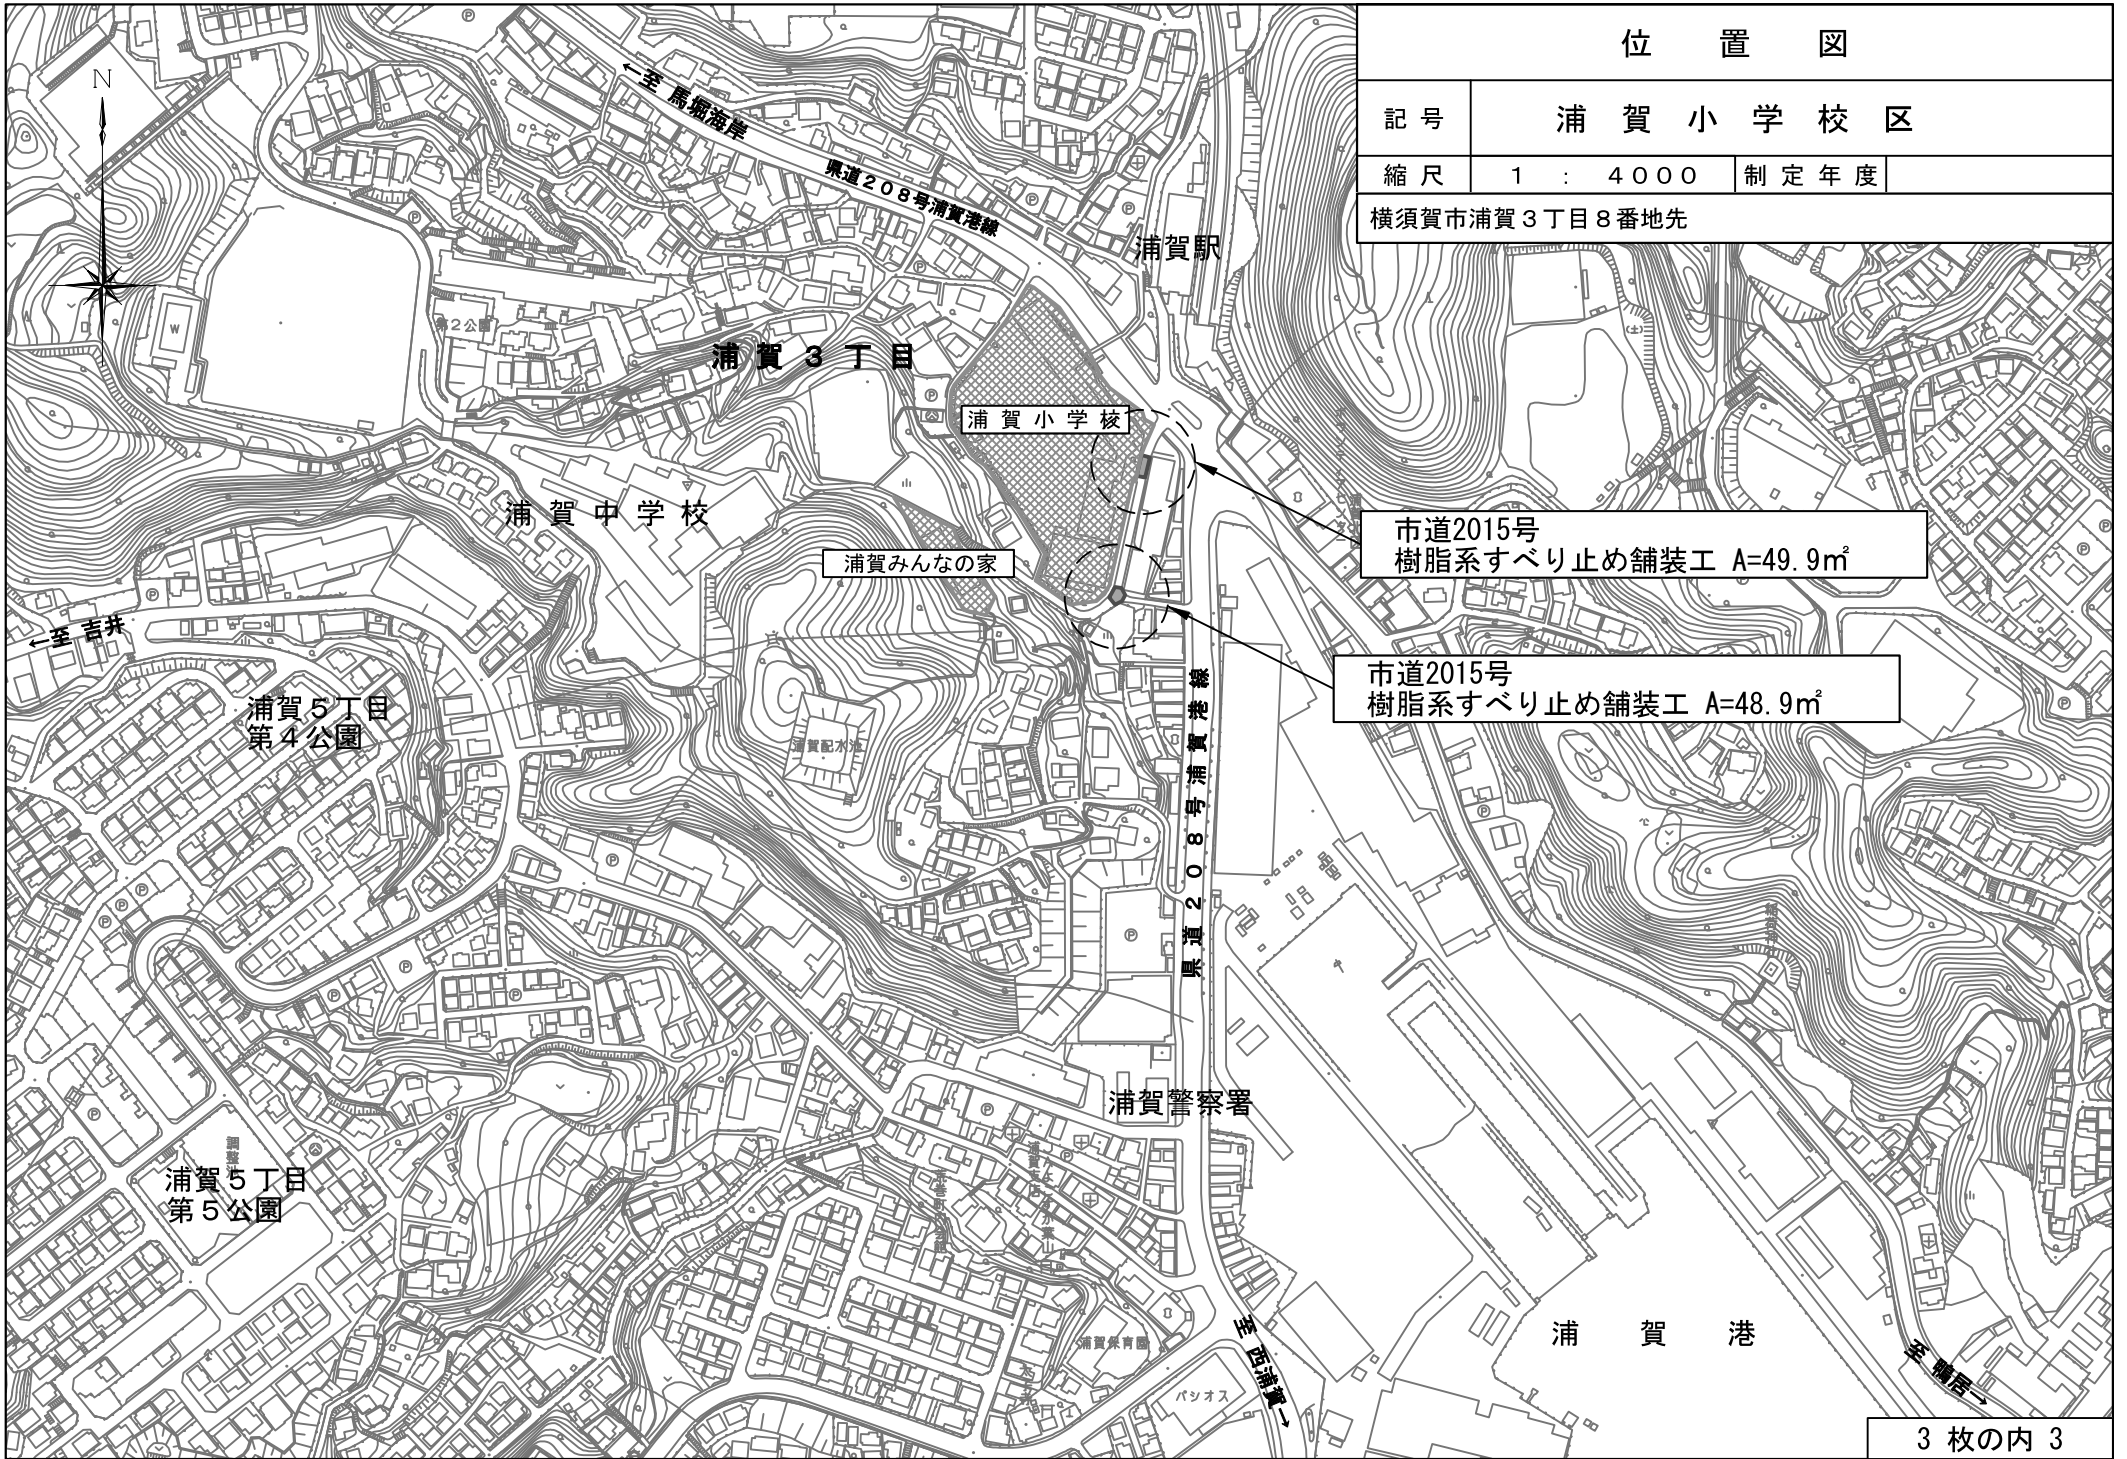 位置図
記号 浦賀小学校区
縮尺 1 : 4000 制定年度
横須賀市浦賀3丁目8番地先
N
←至 馬堀海岸
県道208号浦賀港線
浦賀駅
第2公園
W
浦賀3丁目
浦賀小学校
浦賀中学校
浦賀みんなの家
市道2015号
樹脂系すべり止め舗装工 A=49.9㎡
市道2015号
樹脂系すべり止め舗装工 A=48.9㎡
←至 吉井
浦賀5丁目
第4公園
浦賀配水池
県道208号浦賀港線
浦賀警察署
浦賀5丁目
第5公園
浦賀保育園
パシオス
至 西浦賀→
浦賀港
至 鴨居→
3 枚の内 3